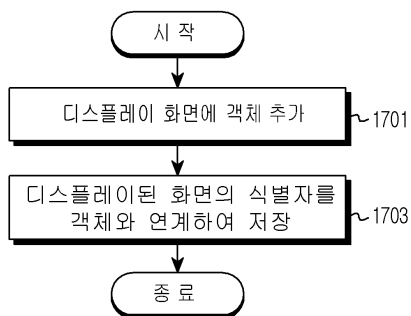 시 작
디스플레이 화면에 객체 추가
1701
디스플레이된 화면의 식별자를
객체와 연계하여 저장
1703
종 료